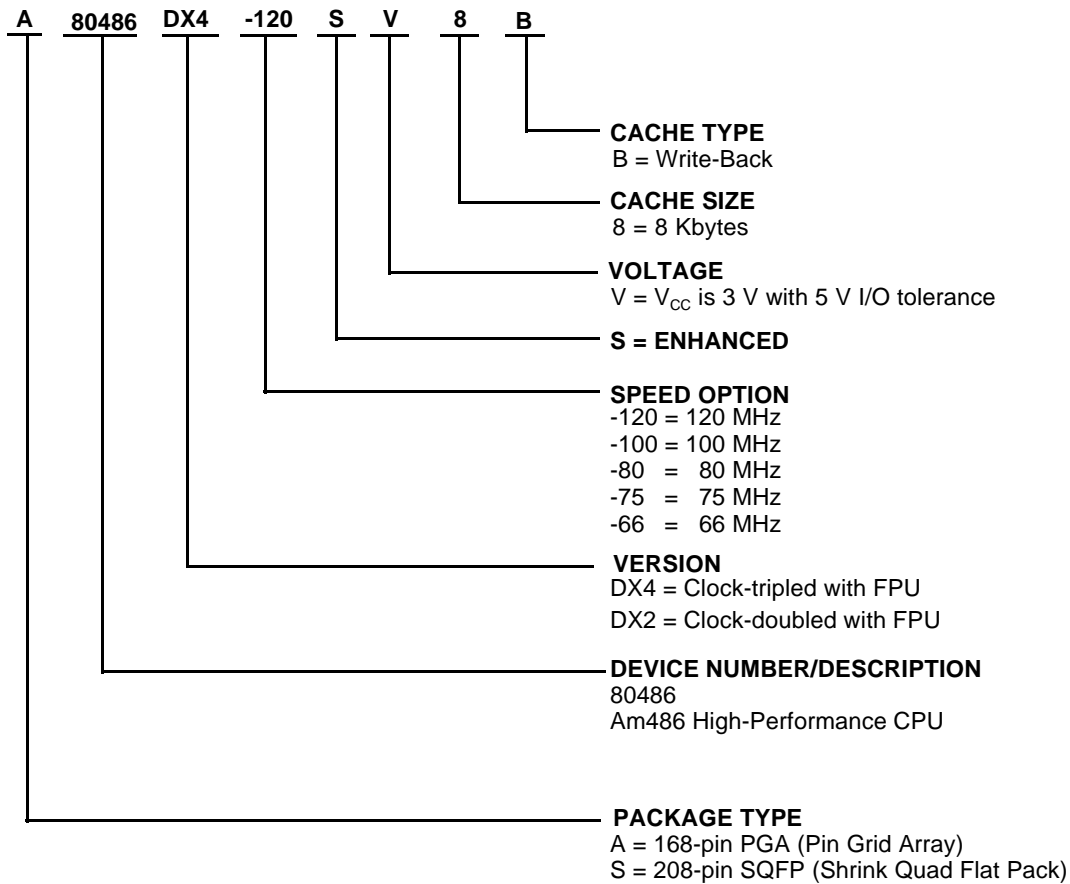 A 80486 DX4 -120 S V 8 B
CACHE TYPE
B = Write-Back
CACHE SIZE
8 = 8 Kbytes
VOLTAGE
V = VCC is 3 V with 5 V I/O tolerance
S = ENHANCED
SPEED OPTION
-120 = 120 MHz
-100 = 100 MHz
-80 = 80 MHz
-75 = 75 MHz
-66 = 66 MHz
VERSION
DX4 = Clock-tripled with FPU
DX2 = Clock-doubled with FPU
DEVICE NUMBER/DESCRIPTION
80486
Am486 High-Performance CPU
PACKAGE TYPE
A = 168-pin PGA (Pin Grid Array)
S = 208-pin SQFP (Shrink Quad Flat Pack)